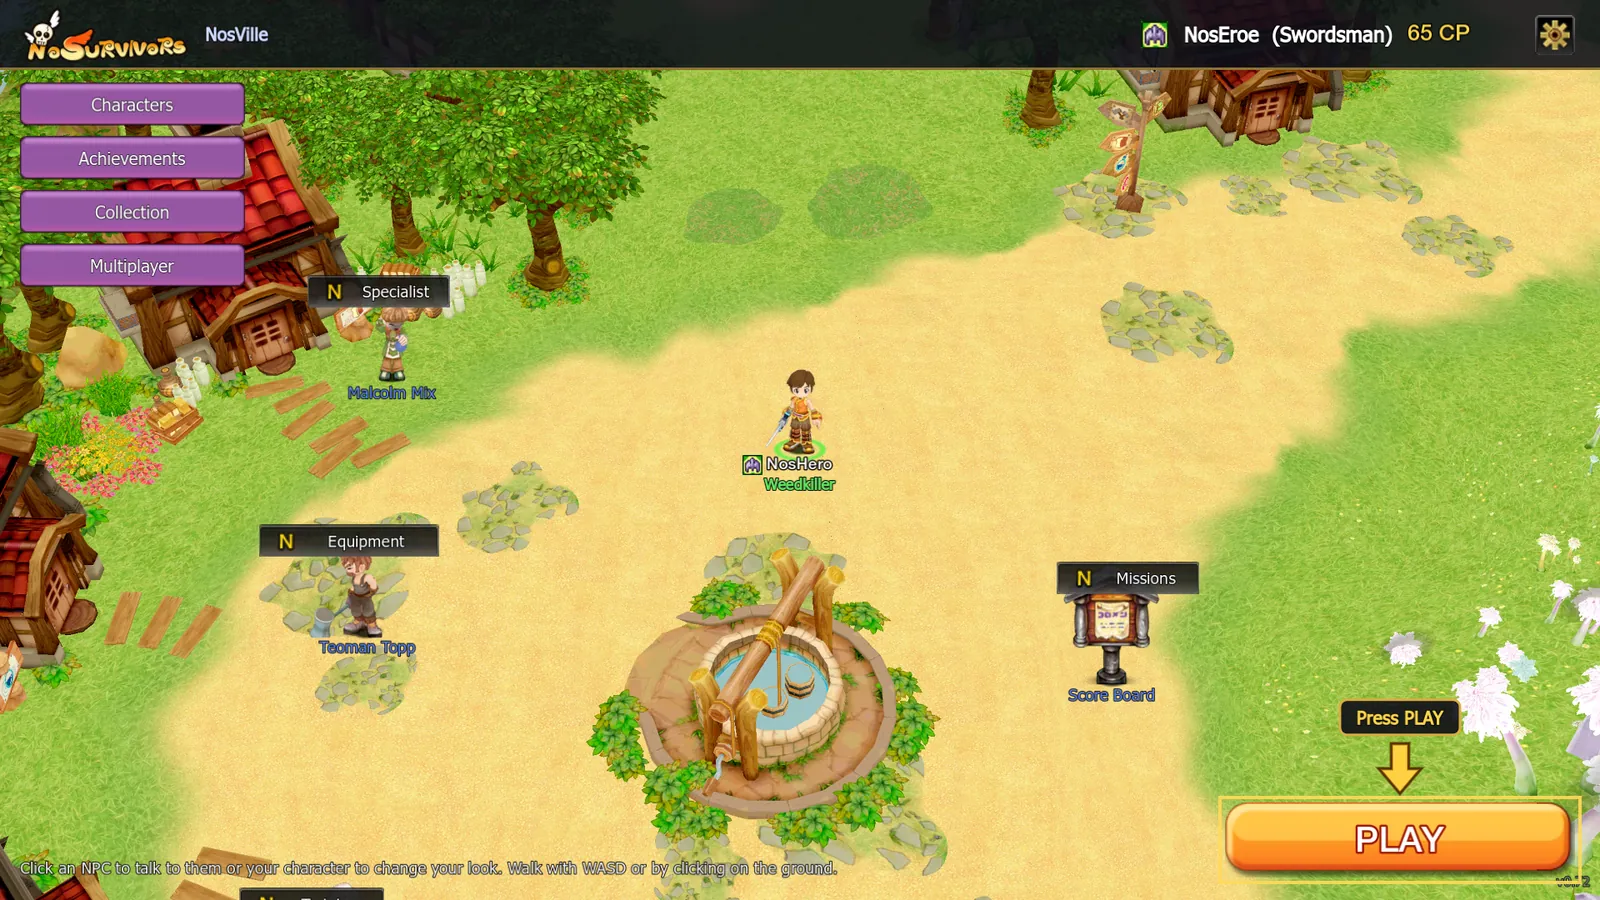 NoSurvivors
NosVille
NosEroe (Swordsman) 65 CP
Characters
Achievements
Collection
Multiplayer
N Specialist
Malcolm Mix
NosHero
Weedkiller
N Equipment
Teoman Topp
N Missions
Score Board
Press PLAY
PLAY
Click an NPC to talk to them or your character to change your look. Walk with WASD or by clicking on the ground.